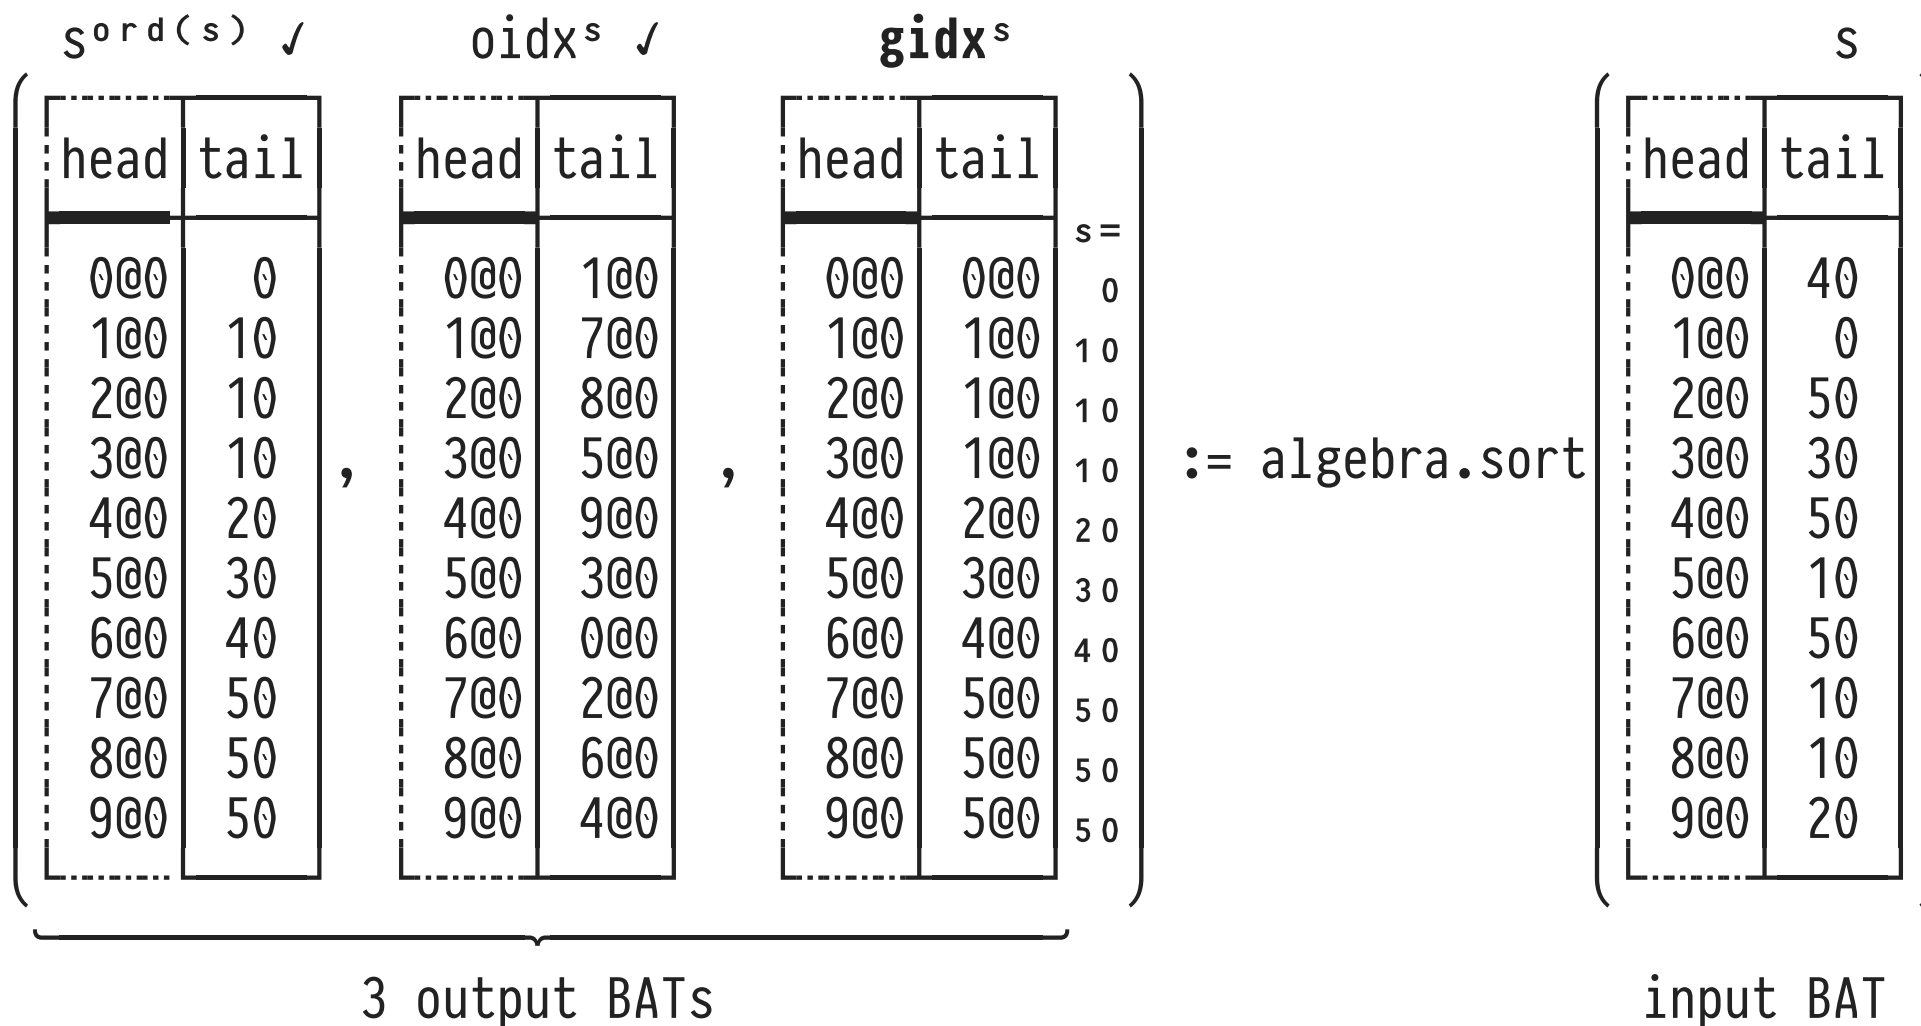 sᵒʳᵈ⁽ˢ⁾ ✓ oidxˢ ✓ gidxˢ s
head tail head tail head tail head tail
s=
0@0 0 0@0 1@0 0@0 0@0 0 0@0 40
1@0 10 1@0 7@0 1@0 1@0 10 1@0 0
2@0 10 2@0 8@0 2@0 1@0 10 2@0 50
3@0 10 , 3@0 5@0 , 3@0 1@0 10 := algebra.sort 3@0 30
4@0 20 4@0 9@0 4@0 2@0 20 4@0 50
5@0 30 5@0 3@0 5@0 3@0 30 5@0 10
6@0 40 6@0 0@0 6@0 4@0 40 6@0 50
7@0 50 7@0 2@0 7@0 5@0 50 7@0 10
8@0 50 8@0 6@0 8@0 5@0 50 8@0 10
9@0 50 9@0 4@0 9@0 5@0 50 9@0 20
3 output BATs input BAT